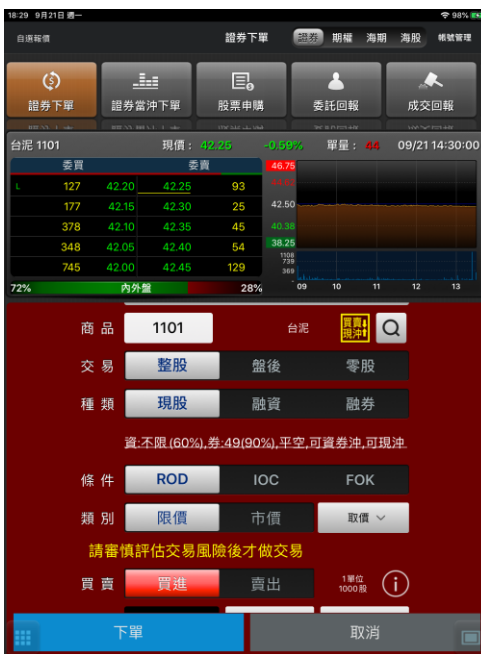 18:29 9月21日 週一 98%
自選報價 證券下單 證券 期權 海期 海股 帳號管理
證券下單 證券當沖下單 股票申購 委託回報 成交回報
台泥 1101 現價： 42.25 -0.59% 單量： 44 09/21 14:30:00
委買 委賣 46.75
L 127 42.20 42.25 93
177 42.15 42.30 25 42.50
378 42.10 42.35 45 40.38
348 42.05 42.40 54 38.25
1108
739
745 42.00 42.45 129 369
72% 內外盤 28% 09 10 11 12 13
商品 1101 台泥 買賣現沖
交易 整股 盤後 零股
種類 現股 融資 融券
資:不限 (60%),券:49(90%),平空,可資券沖,可現沖
條件 ROD IOC FOK
類別 限價 市價 取價
請審慎評估交易風險後才做交易
買賣 買進 賣出 1單位 1000股 i
下單 取消